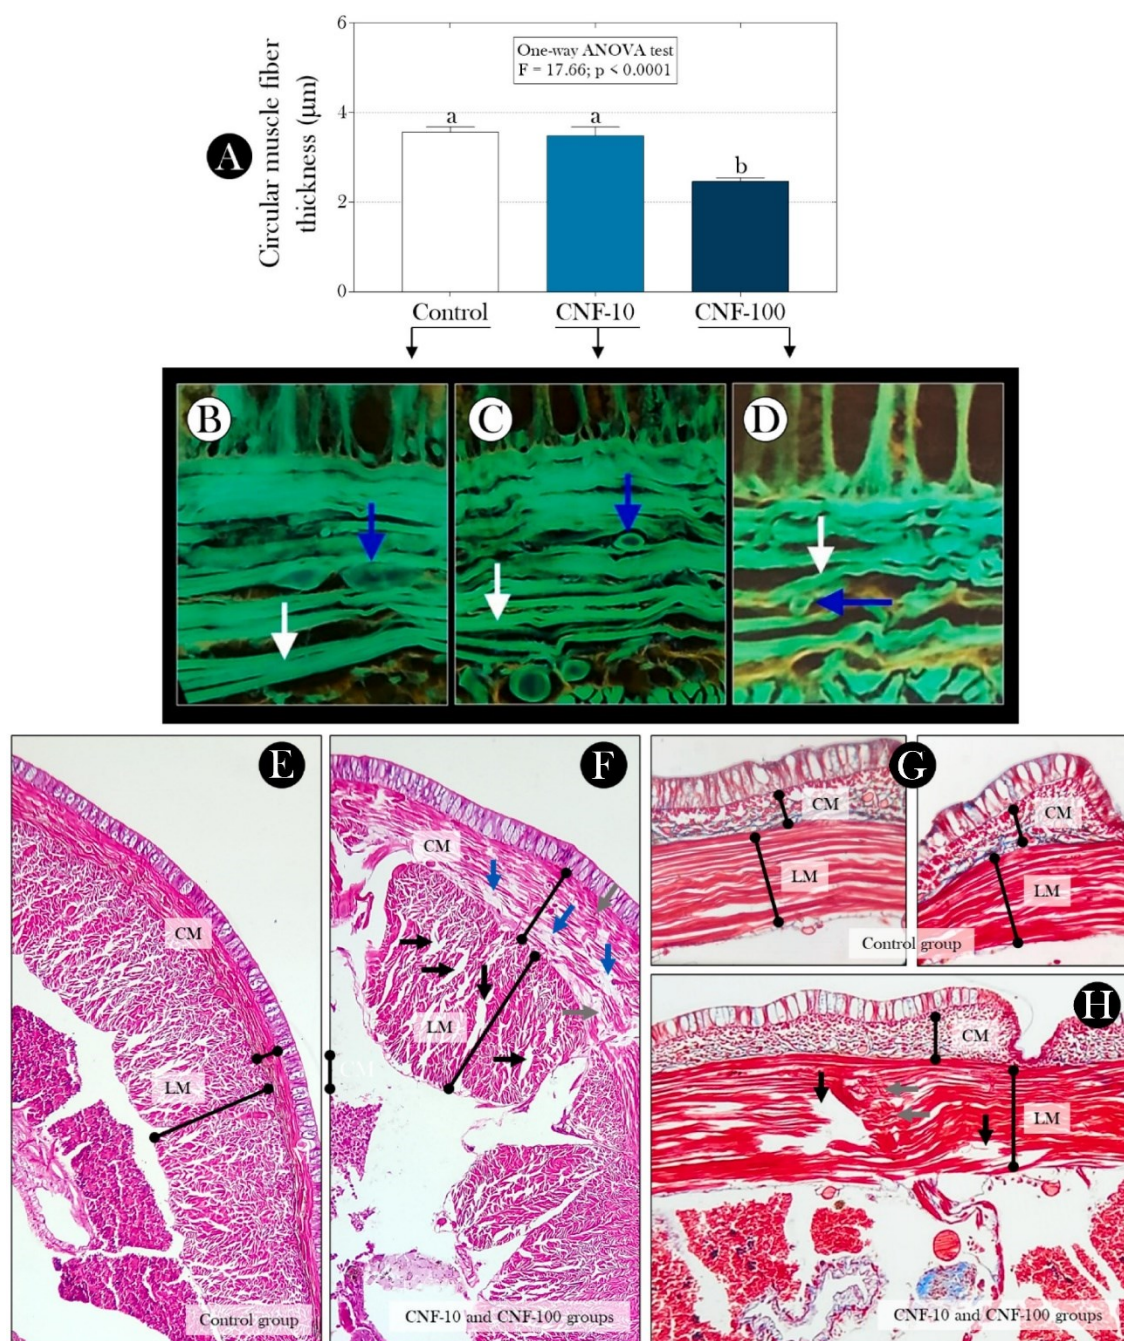 6
One-way ANOVA test
F = 17.66; p < 0.0001
Circular muscle fiber
thickness (μm)
4
a
a
b
A
2
0
Control
CNF-10
CNF-100
B
C
D
E
F
G
CM
CM
LM
LM
Control group
CM
CM
LM
LM
CM
H
CM
LM
Control group
CNF-10 and CNF-100 groups
CNF-10 and CNF-100 groups